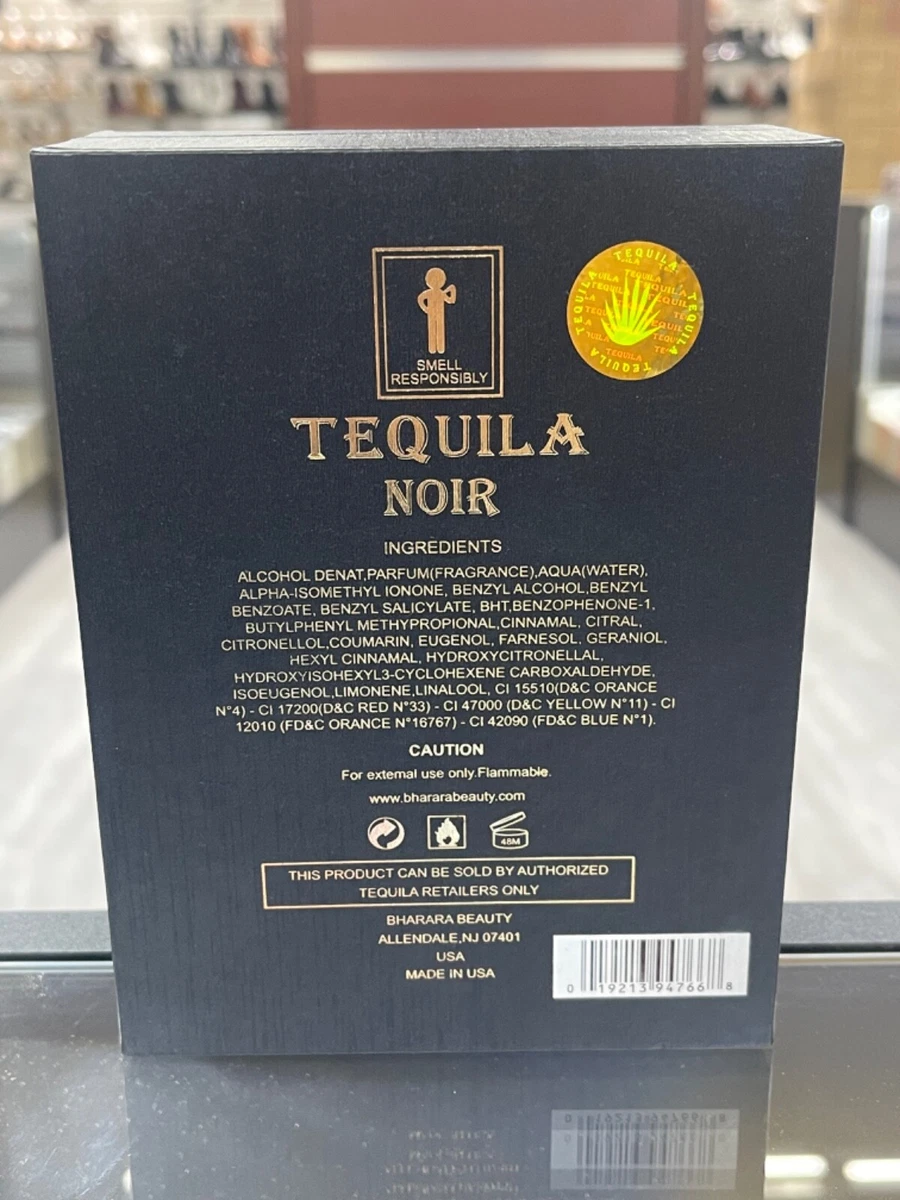 SMELL
RESPONSIBLY
TEQUILA
TEQUILA
TEQUILA
TEQUILA
TEQUILA
NOIR
INGREDIENTS
ALCOHOL DENAT,PARFUM(FRAGRANCE),AQUA(WATER),
ALPHA-ISOMETHYL IONONE, BENZYL ALCOHOL,BENZYL
BENZOATE, BENZYL SALICYLATE, BHT,BENZOPHENONE-1,
BUTYLPHENYL METHYPROPIONAL,CINNAMAL, CITRAL,
CITRONELLOL,COUMARIN, EUGENOL, FARNESOL, GERANIOL,
HEXYL CINNAMAL, HYDROXYCITRONELLAL,
HYDROXYISOHEXYL3-CYCLOHEXENE CARBOXALDEHYDE,
ISOEUGENOL,LIMONENE,LINALOOL, CI 15510(D&C ORANGE
N°4) - CI 17200(D&C RED N°33) - CI 47000 (D&C YELLOW N°11) - CI
12010 (FD&C ORANGE N°16767) - CI 42090 (FD&C BLUE N°1).
CAUTION
For external use only.Flammable.
www.bhararabeauty.com
48M
THIS PRODUCT CAN BE SOLD BY AUTHORIZED
TEQUILA RETAILERS ONLY
BHARARA BEAUTY
ALLENDALE,NJ 07401
USA
MADE IN USA
0 19213 94766 8